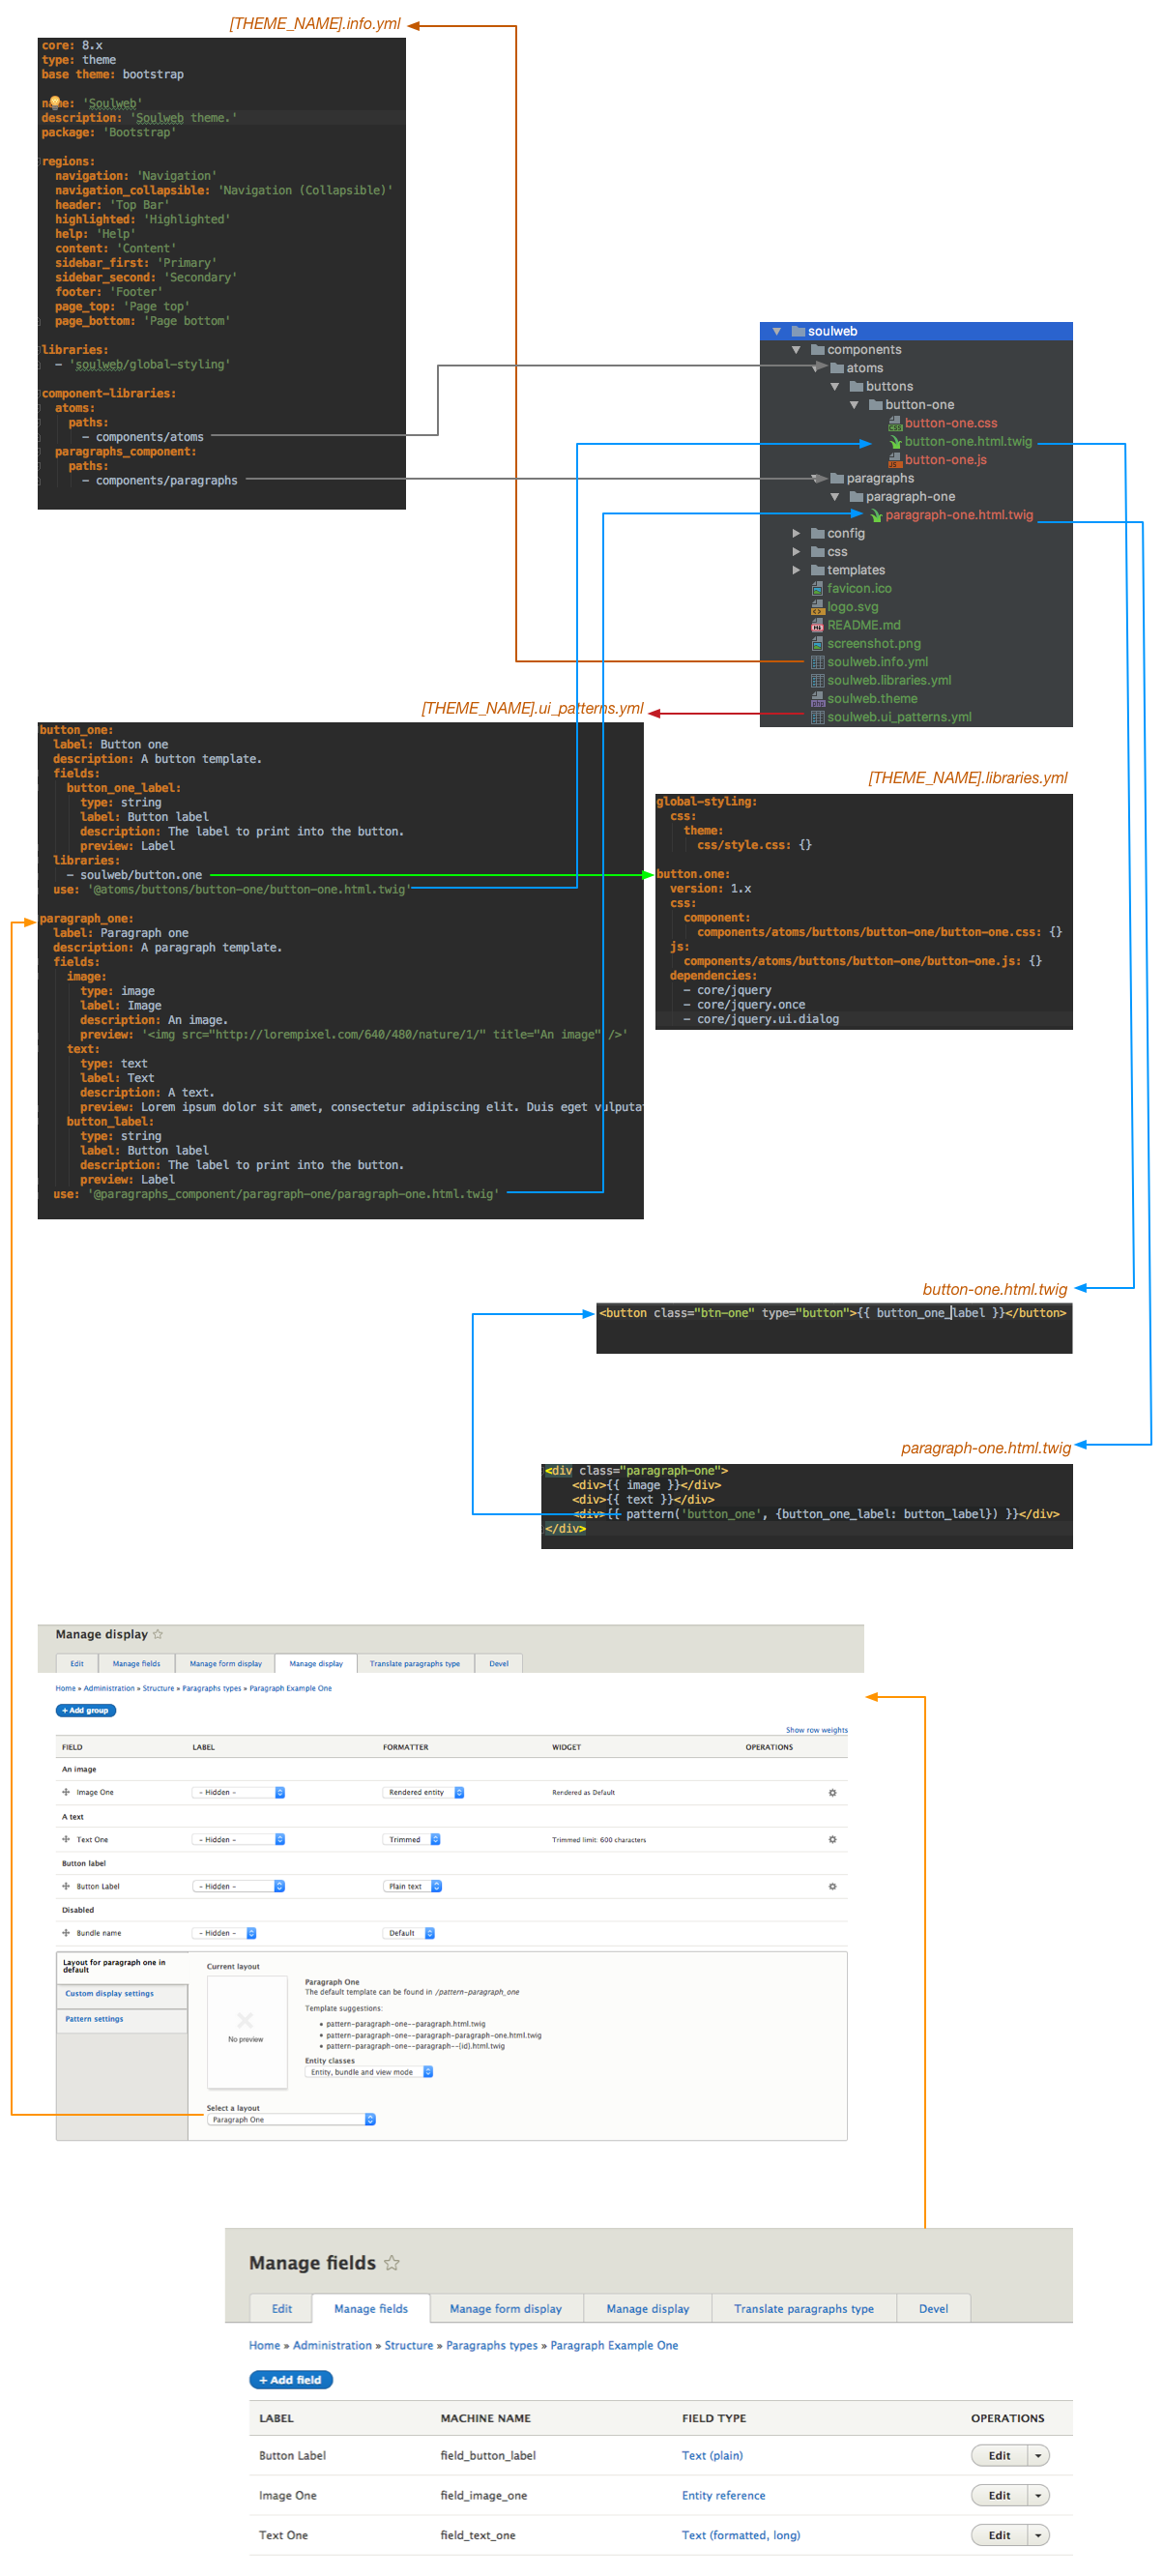 [THEME_NAME].info.yml
core: 8.x
type: theme
base theme: bootstrap
name: 'Soulweb'
description: 'Soulweb theme.'
package: 'Bootstrap'
regions:
navigation: 'Navigation'
navigation_collapsible: 'Navigation (Collapsible)'
header: 'Top Bar'
highlighted: 'Highlighted'
help: 'Help'
content: 'Content'
sidebar_first: 'Primary'
sidebar_second: 'Secondary'
footer: 'Footer'
page_top: 'Page top'
page_bottom: 'Page bottom'
libraries:
- 'soulweb/global-styling'
component-libraries:
atoms:
paths:
- components/atoms
paragraphs_component:
paths:
- components/paragraphs
soulweb
components
atoms
buttons
button-one
button-one.css
button-one.html.twig
button-one.js
paragraphs
paragraph-one
paragraph-one.html.twig
config
css
templates
favicon.ico
logo.svg
README.md
screenshot.png
soulweb.info.yml
soulweb.libraries.yml
soulweb.theme
soulweb.ui_patterns.yml
[THEME_NAME].ui_patterns.yml
button_one:
label: Button one
description: A button template.
fields:
button_one_label:
type: string
label: Button label
description: The label to print into the button.
preview: Label
libraries:
- soulweb/button.one
use: '@atoms/buttons/button-one/button-one.html.twig'
paragraph_one:
label: Paragraph one
description: A paragraph template.
fields:
image:
type: image
label: Image
description: An image.
preview: '<img src="http://lorempixel.com/640/480/nature/1/" title="An image" />'
text:
type: text
label: Text
description: A text.
preview: Lorem ipsum dolor sit amet, consectetur adipiscing elit. Duis eget vulputat
button_label:
type: string
label: Button label
description: The label to print into the button.
preview: Label
use: '@paragraphs_component/paragraph-one/paragraph-one.html.twig'
[THEME_NAME].libraries.yml
global-styling:
css:
theme:
css/style.css: {}
button.one:
version: 1.x
css:
component:
components/atoms/buttons/button-one/button-one.css: {}
js:
components/atoms/buttons/button-one/button-one.js: {}
dependencies:
- core/jquery
- core/jquery.once
- core/jquery.ui.dialog
button-one.html.twig
<button class="btn-one" type="button">{{ button_one_label }}</button>
paragraph-one.html.twig
<div class="paragraph-one">
<div>{{ image }}</div>
<div>{{ text }}</div>
<div>{{ pattern('button_one', {button_one_label: button_label}) }}</div>
</div>
Manage display
Edit Manage fields Manage form display Manage display Translate paragraphs type Devel
Home » Administration » Structure » Paragraphs types » Paragraph Example One
+ Add group
Show row weights
FIELD LABEL FORMATTER WIDGET OPERATIONS
An image
Image One - Hidden - Rendered entity Rendered as Default
A text
Text One - Hidden - Trimmed Trimmed limit: 600 characters
Button label
Button Label - Hidden - Plain text
Disabled
Bundle name - Hidden - Default
Layout for paragraph one in
default
Custom display settings
Pattern settings
Current layout
No preview
Paragraph One
The default template can be found in /pattern-paragraph_one
Template suggestions:
• pattern-paragraph-one--paragraph.html.twig
• pattern-paragraph-one--paragraph-paragraph-one.html.twig
• pattern-paragraph-one--paragraph--[id].html.twig
Entity classes
Entity, bundle and view mode
Select a layout
Paragraph One
Manage fields
Edit Manage fields Manage form display Manage display Translate paragraphs type Devel
Home » Administration » Structure » Paragraphs types » Paragraph Example One
+ Add field
LABEL MACHINE NAME FIELD TYPE OPERATIONS
Button Label field_button_label Text (plain) Edit
Image One field_image_one Entity reference Edit
Text One field_text_one Text (formatted, long) Edit